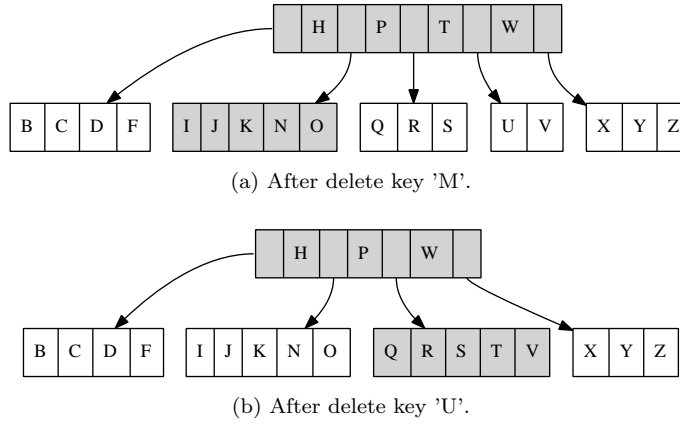 H P T W
B C D F I J K N O Q R S U V X Y Z
(a) After delete key ’M’.
H P W
B C D F I J K N O Q R S T V X Y Z
(b) After delete key ’U’.